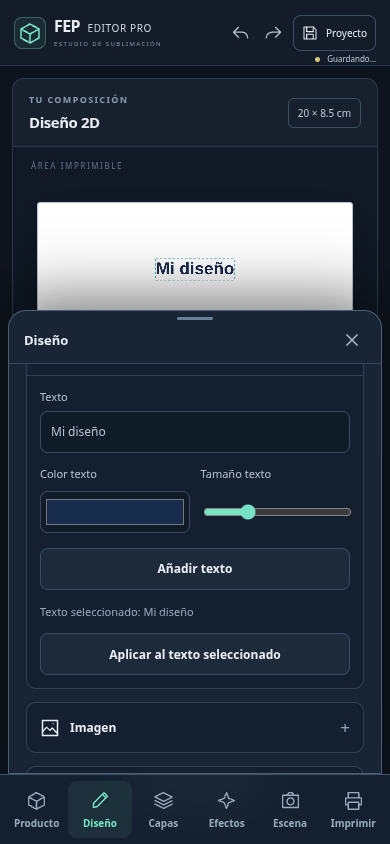 FEP EDITOR PRO
ESTUDIO DE SUBLIMACIÓN
Proyecto
Guardando…
TU COMPOSICIÓN
Diseño 2D
20 × 8.5 cm
ÁREA IMPRIMIBLE
Mi diseño
Diseño
Texto
Mi diseño
Color texto
Tamaño texto
Añadir texto
Texto seleccionado: Mi diseño
Aplicar al texto seleccionado
Imagen
+
Producto
Diseño
Capas
Efectos
Escena
Imprimir